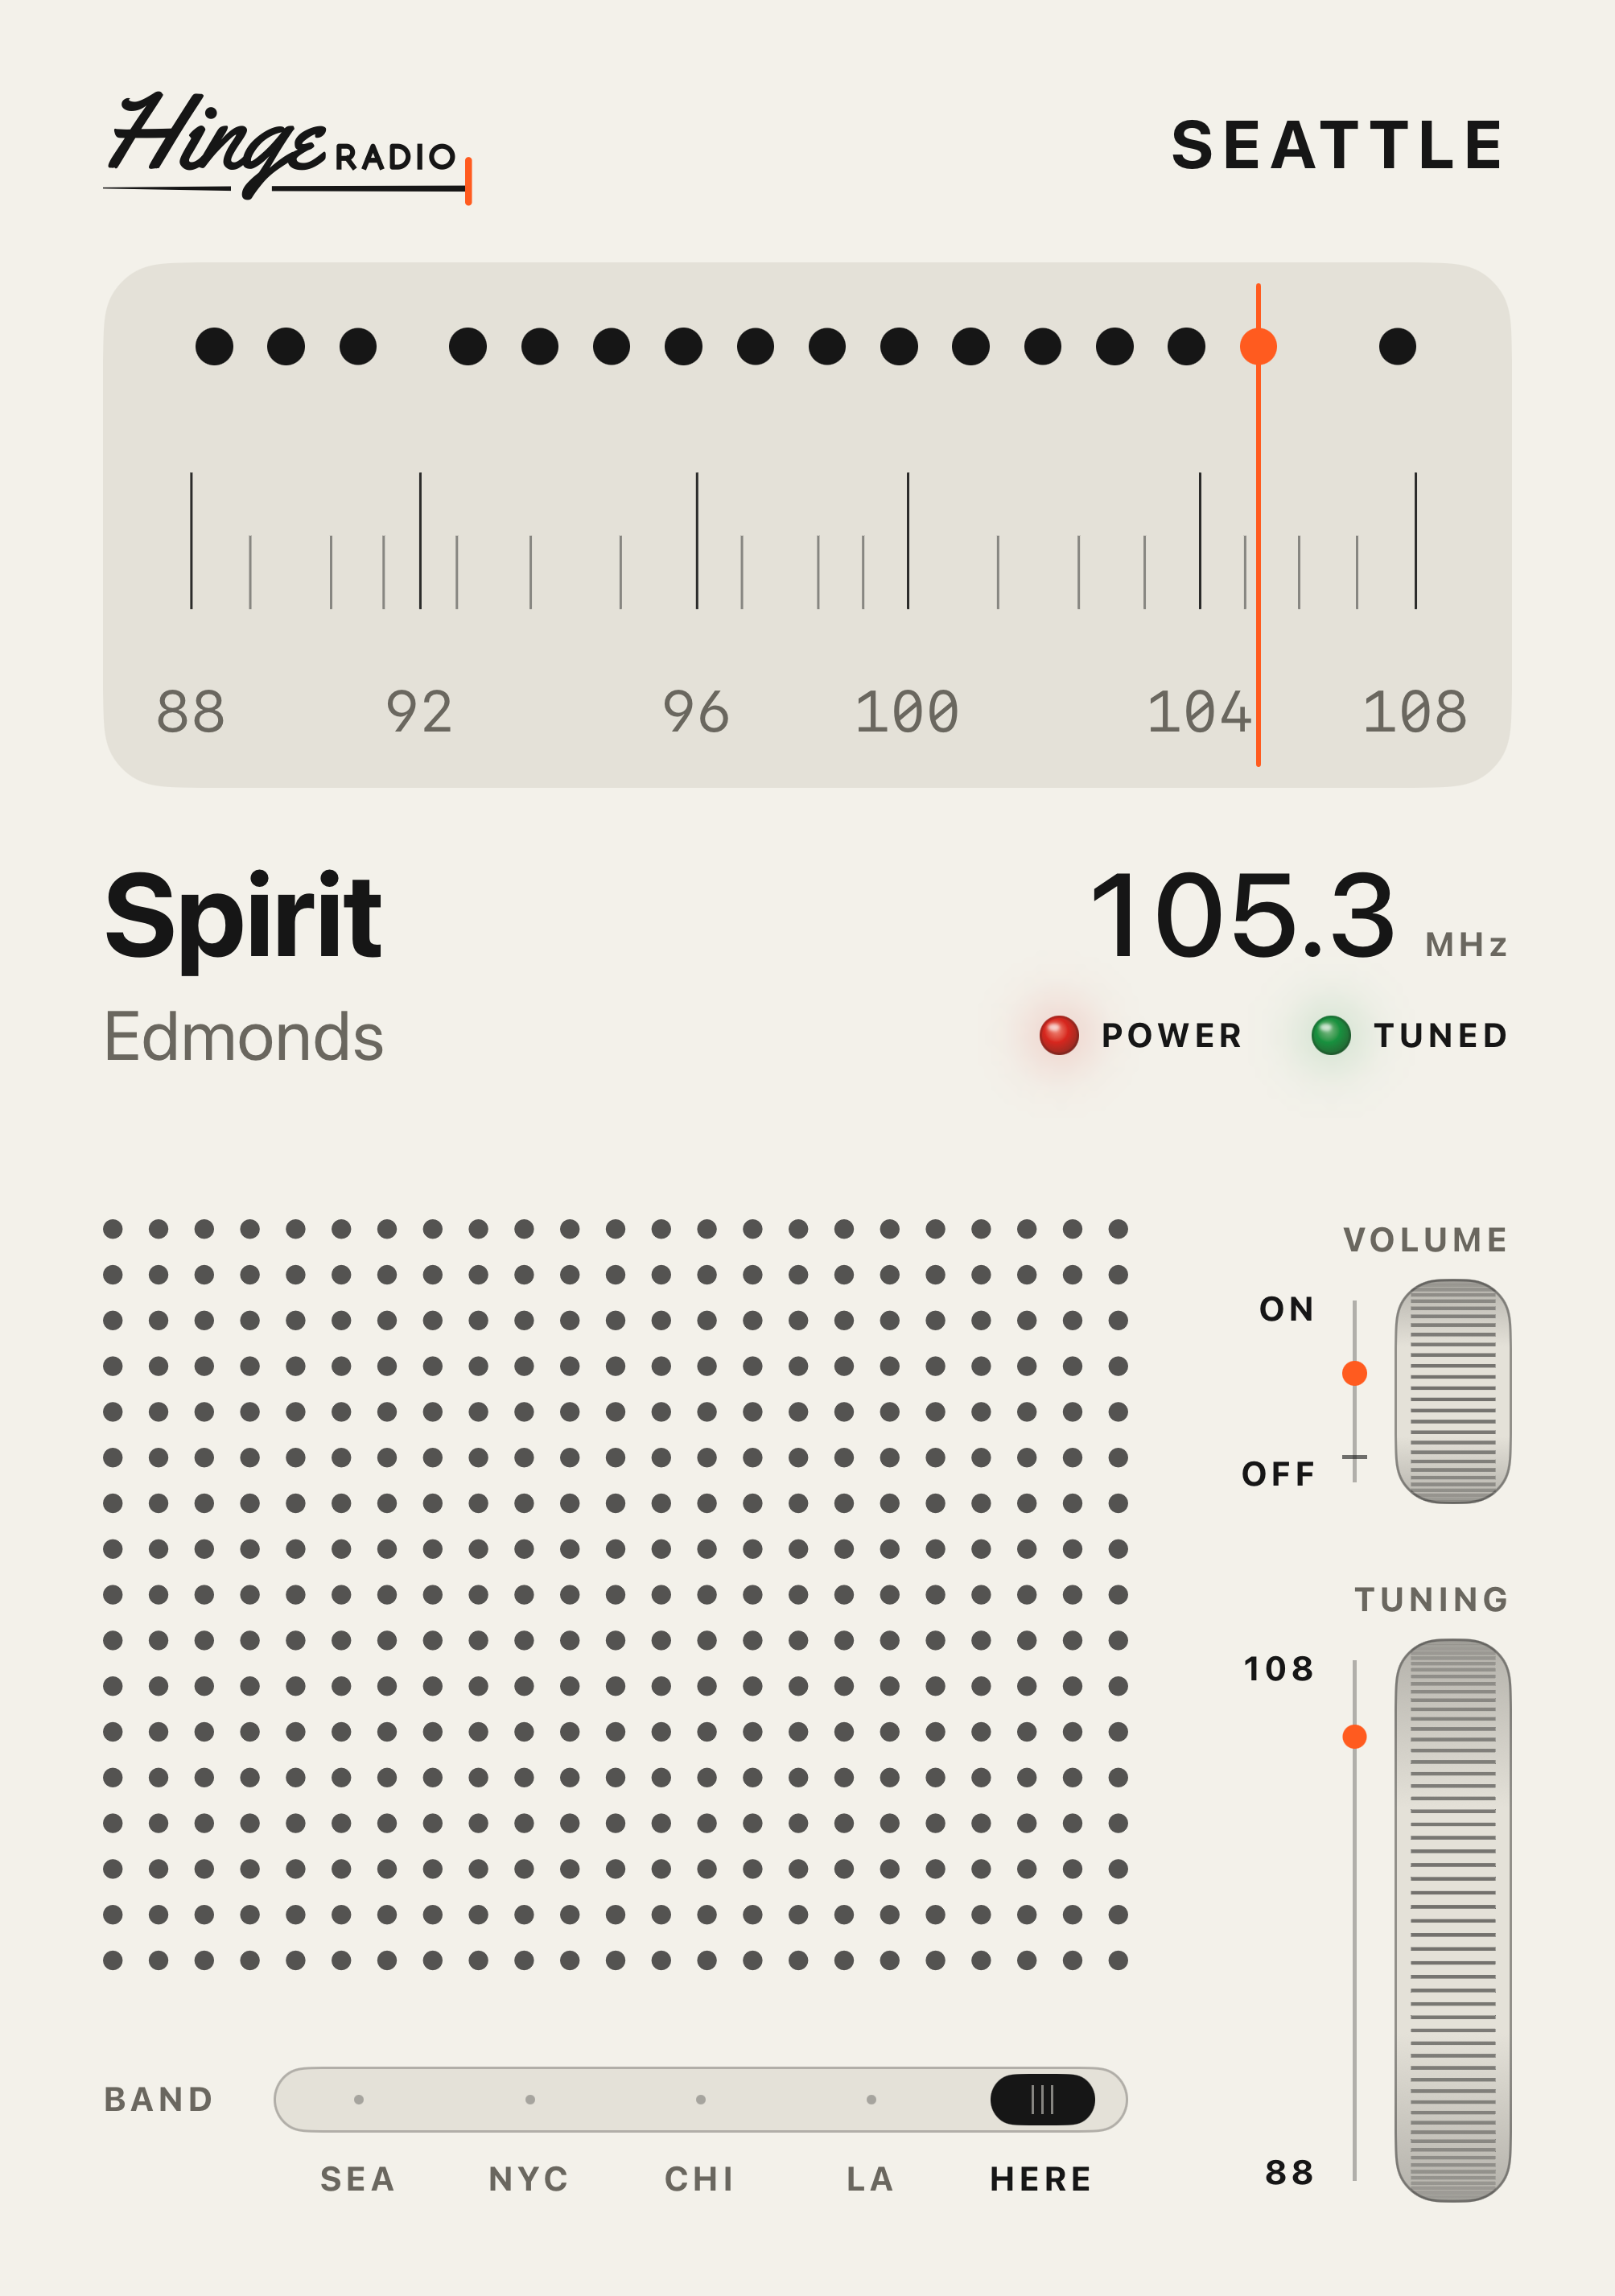 Hinge RADIO
SEATTLE
88 92 96 100 104 108
Spirit
105.3 MHz
Edmonds
POWER TUNED
VOLUME
ON
OFF
TUNING
108
88
BAND
SEA NYC CHI LA HERE